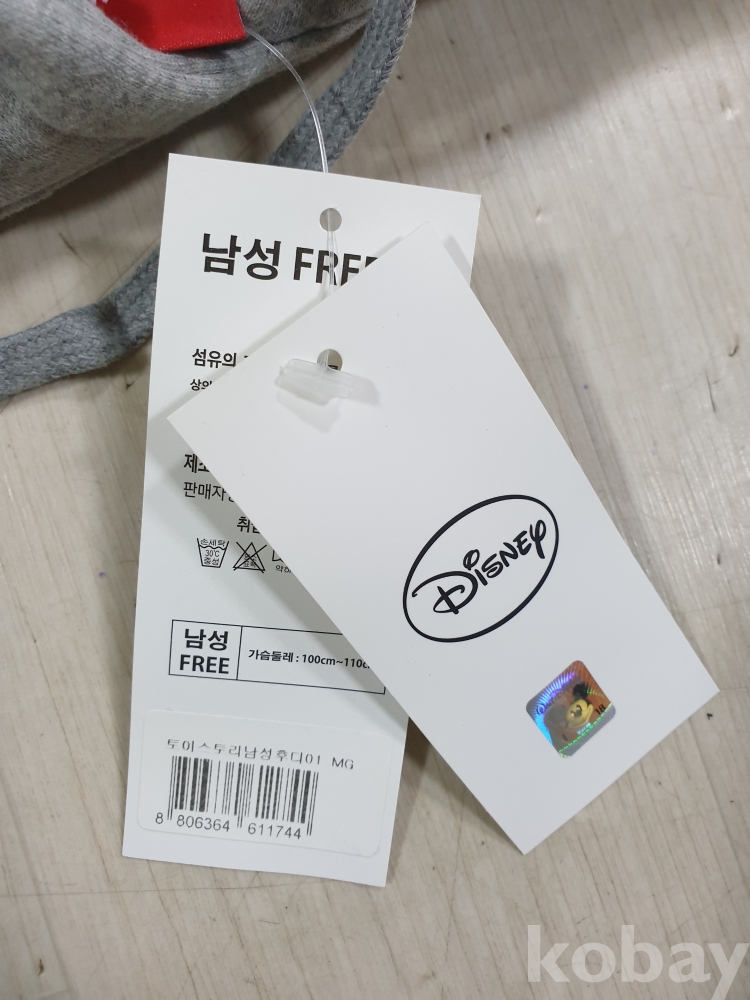 남성 FREE
섬유의
상의
제조
판매자
취급
손세탁
30℃
중성
남성
FREE
가슴둘레 : 100cm~110c
토이스토리남성후디01 MG
8 806364 611744
DISNEY
kobay